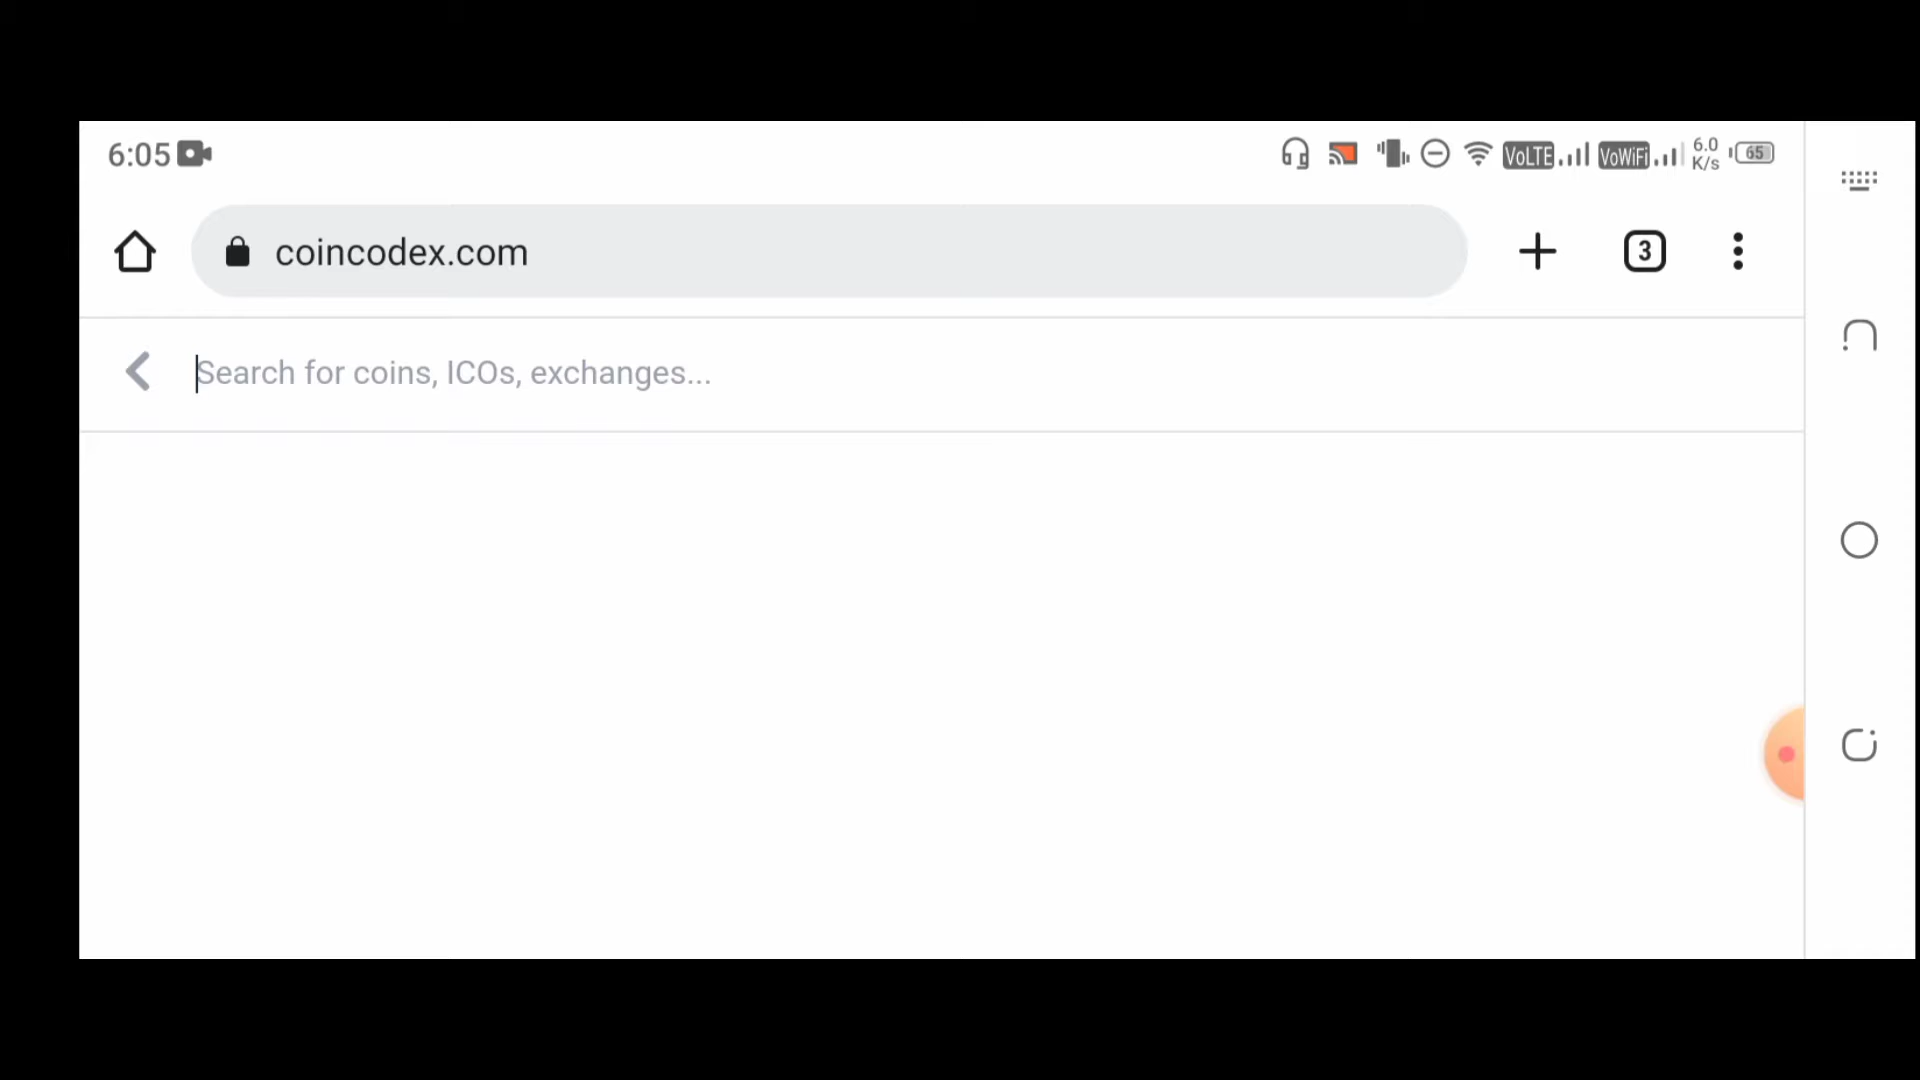 6:05 VoLTE VoWiFi 6.0 K/s 65
coincodex.com 3
Search for coins, ICOs, exchanges...